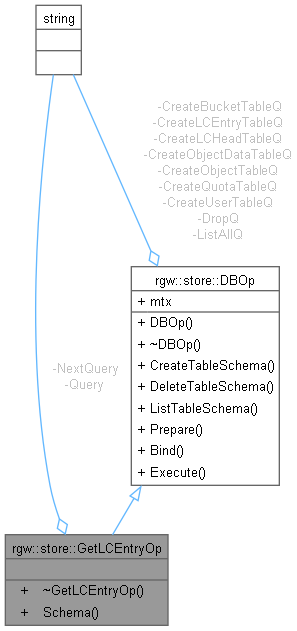 string
-CreateBucketTableQ
-CreateLCEntryTableQ
-CreateLCHeadTableQ
-CreateObjectDataTableQ
-CreateObjectTableQ
-CreateQuotaTableQ
-CreateUserTableQ
-DropQ
-ListAllQ
rgw::store::DBOp
+ mtx
+ DBOp()
+ ~DBOp()
+ CreateTableSchema()
+ DeleteTableSchema()
+ ListTableSchema()
+ Prepare()
+ Bind()
+ Execute()
-NextQuery
-Query
rgw::store::GetLCEntryOp
+ ~GetLCEntryOp()
+ Schema()